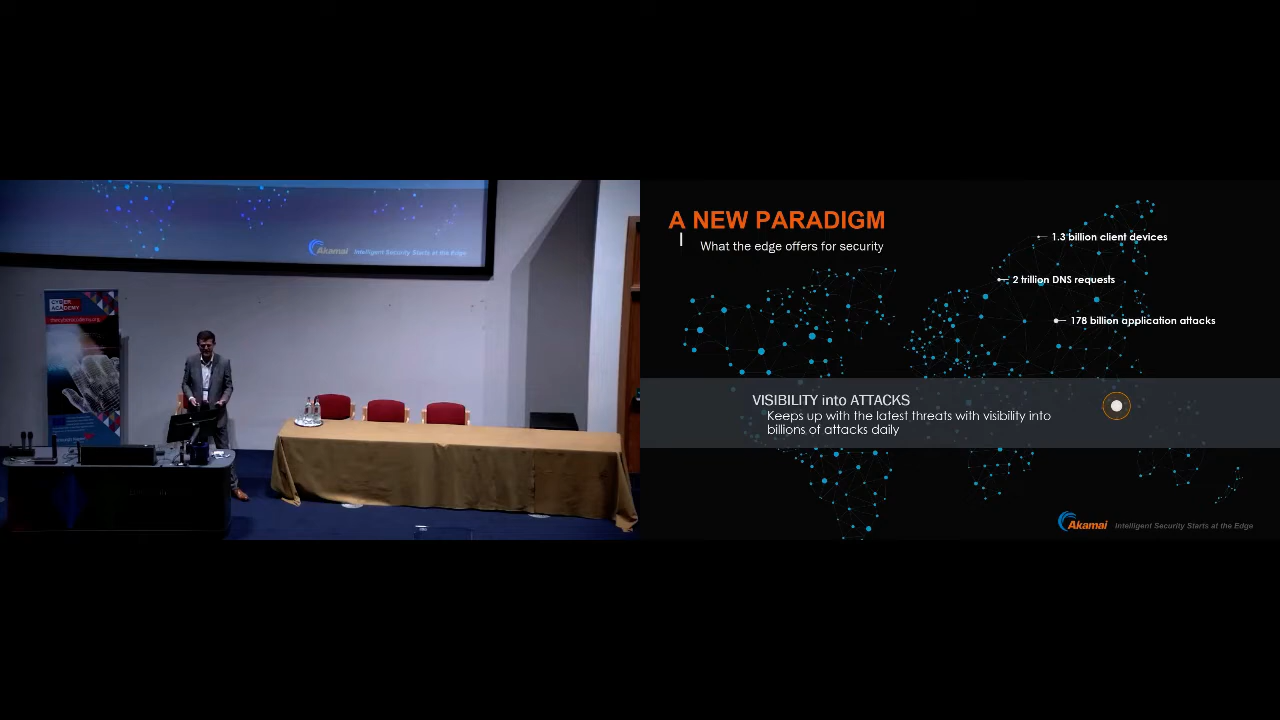 Akamai Intelligent Security Starts at the Edge
A NEW PARADIGM
What the edge offers for security
1.3 billion client devices
2 trillion DNS requests
178 billion application attacks
VISIBILITY into ATTACKS
Keeps up with the latest threats with visibility into
billions of attacks daily
Akamai Intelligent Security Starts at the Edge